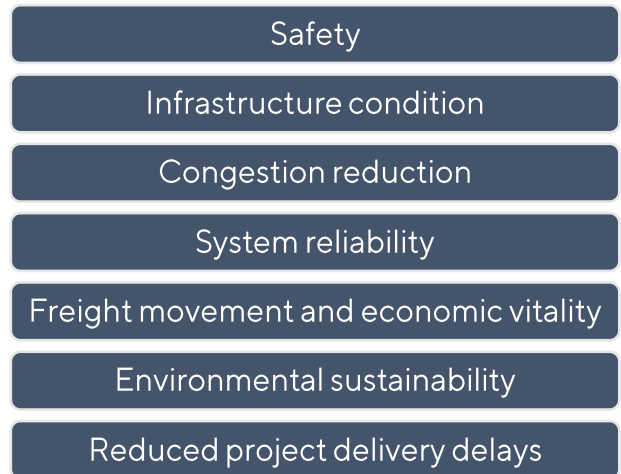 Safety
Infrastructure condition
Congestion reduction
System reliability
Freight movement and economic vitality
Environmental sustainability
Reduced project delivery delays